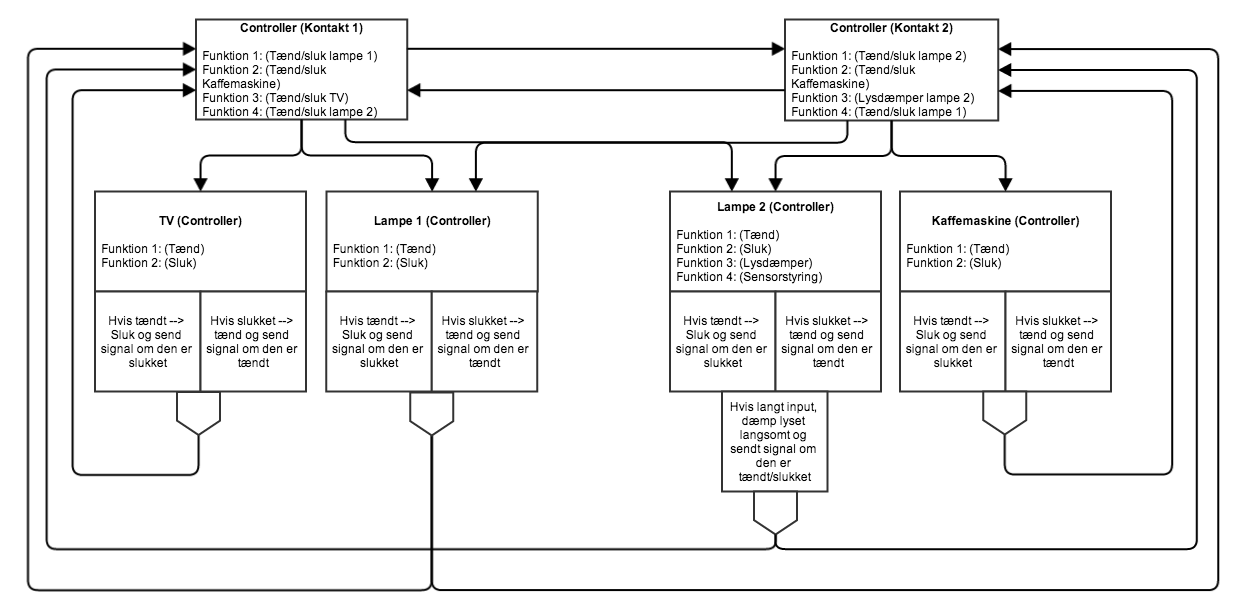 Controller (Kontakt 1)
Funktion 1: (Tænd/sluk lampe 1)
Funktion 2: (Tænd/sluk
Kaffemaskine)
Funktion 3: (Tænd/sluk TV)
Funktion 4: (Tænd/sluk lampe 2)
Controller (Kontakt 2)
Funktion 1: (Tænd/sluk lampe 2)
Funktion 2: (Tænd/sluk
Kaffemaskine)
Funktion 3: (Lysdæmper lampe 2)
Funktion 4: (Tænd/sluk lampe 1)
TV (Controller)
Funktion 1: (Tænd)
Funktion 2: (Sluk)
Hvis tændt -->
Sluk og send
signal om den er
slukket
Hvis slukket -->
tænd og send
signal om den er
tændt
Lampe 1 (Controller)
Funktion 1: (Tænd)
Funktion 2: (Sluk)
Hvis tændt -->
Sluk og send
signal om den er
slukket
Hvis slukket -->
tænd og send
signal om den er
tændt
Lampe 2 (Controller)
Funktion 1: (Tænd)
Funktion 2: (Sluk)
Funktion 3: (Lysdæmper)
Funktion 4: (Sensorstyring)
Hvis tændt -->
Sluk og send
signal om den er
slukket
Hvis slukket -->
tænd og send
signal om den er
tændt
Hvis langt input,
dæmp lyset
langsomt og
sendt signal om
den er
tændt/slukket
Kaffemaskine (Controller)
Funktion 1: (Tænd)
Funktion 2: (Sluk)
Hvis tændt -->
Sluk og send
signal om den er
slukket
Hvis slukket -->
tænd og send
signal om den er
tændt